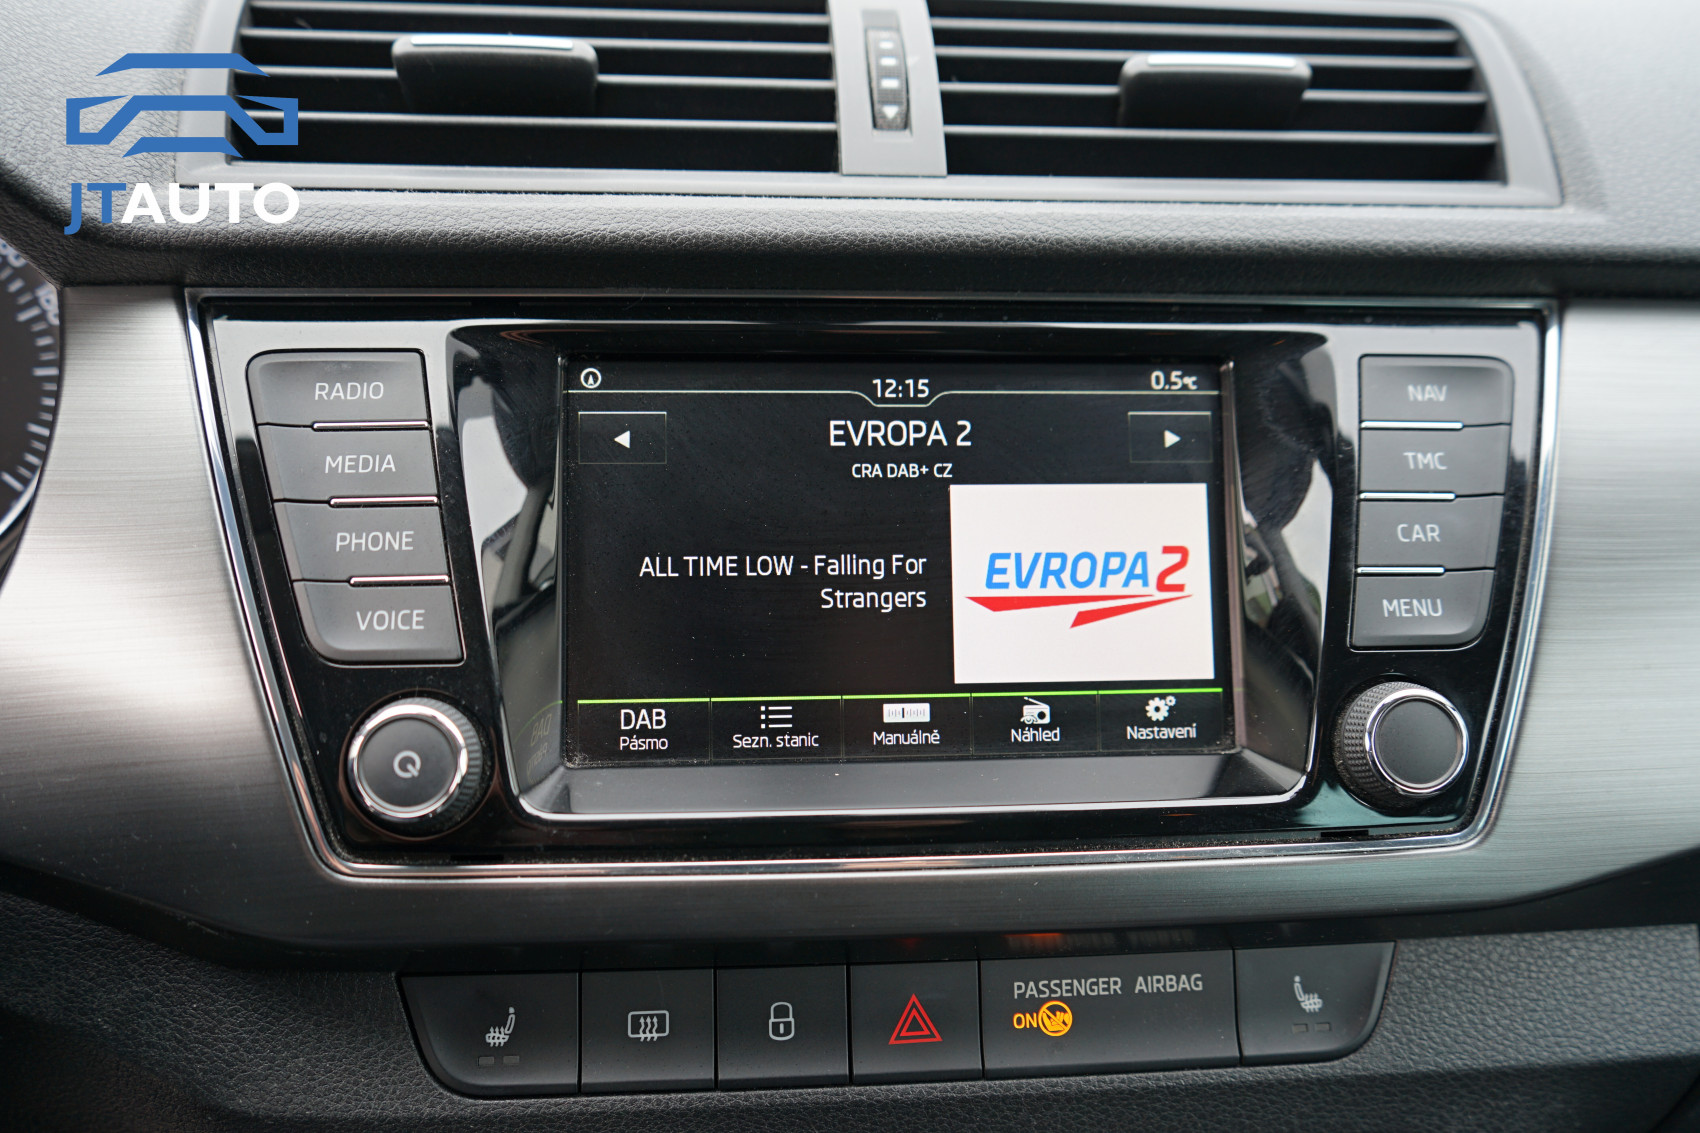 JTAUTO
100
RADIO
MEDIA
PHONE
VOICE
12:15
0.5°C
EVROPA 2
CRA DAB+ CZ
ALL TIME LOW - Falling For
Strangers
EVROPA 2
DAB
Pásmo
Sezn. stanic
Manuálně
Náhled
Nastavení
NAV
TMC
CAR
MENU
PASSENGER AIRBAG
ON